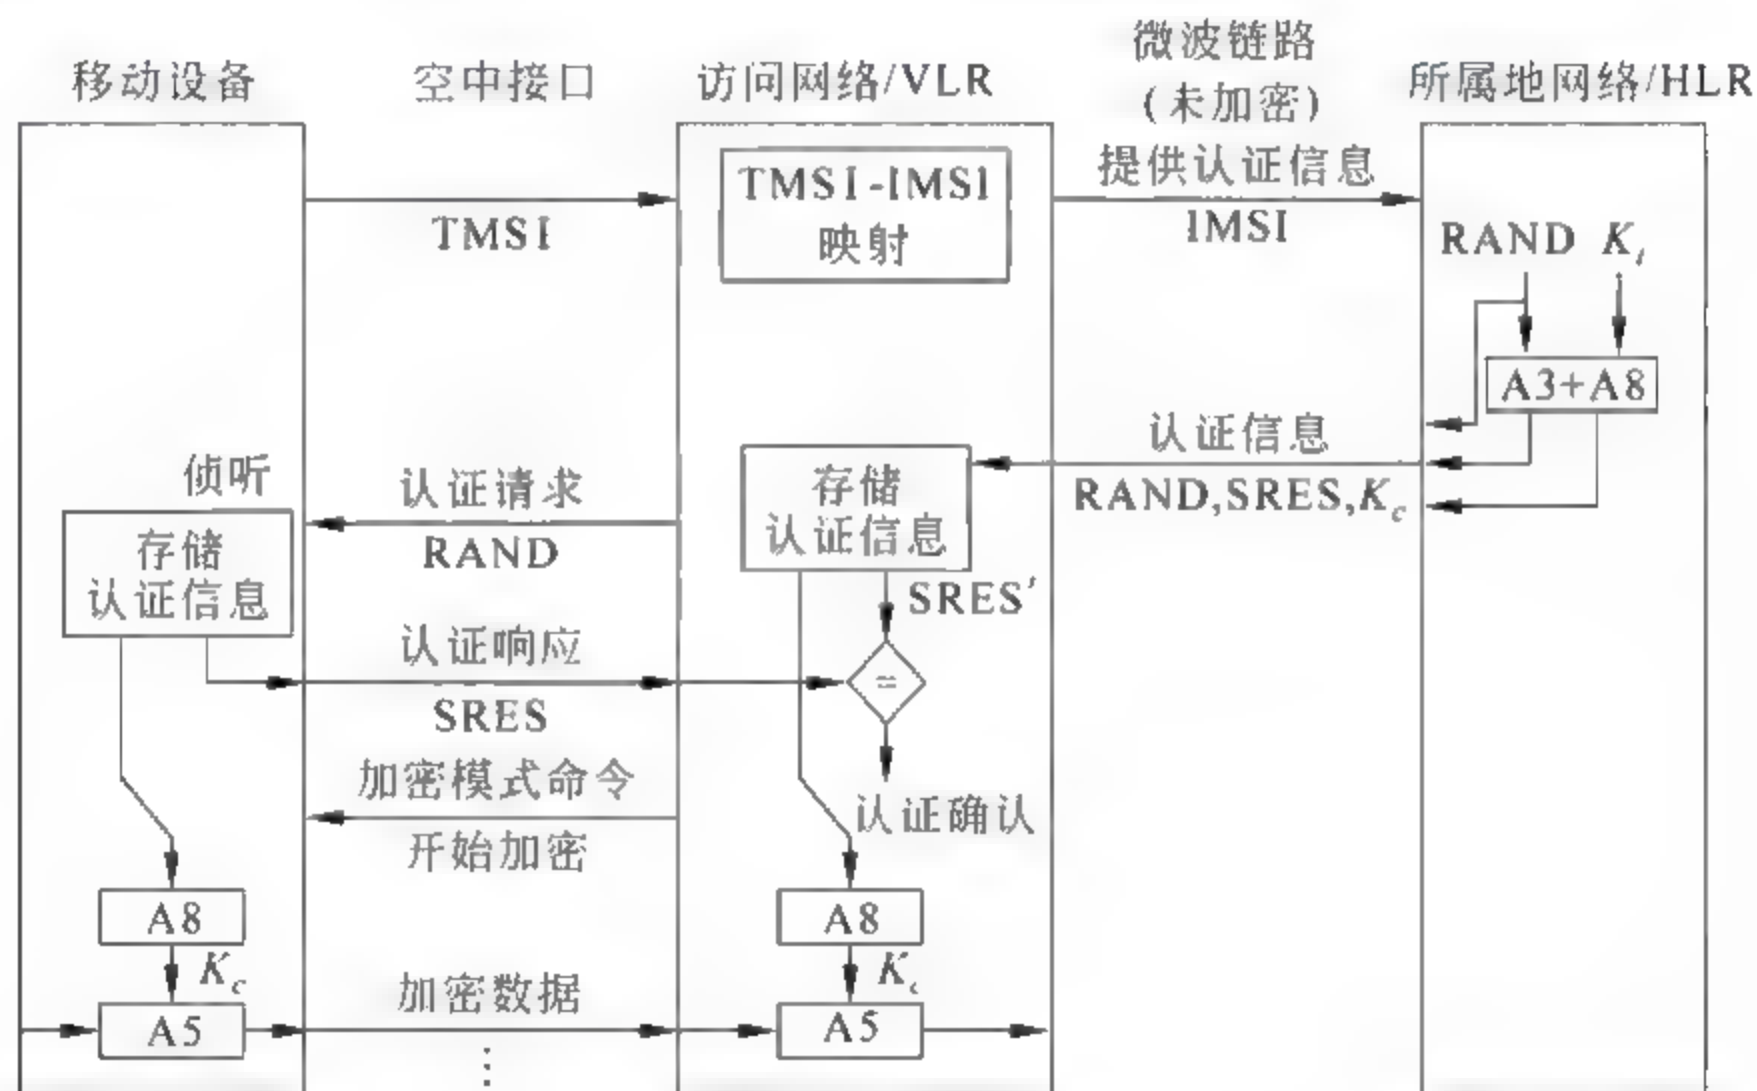 移动设备
空中接口
访问网络/VLR
微波链路
(未加密)
所属地网络/HLR
提供认证信息
IMSI
TMSI
TMSI-IMSI
映射
RAND K_i
A3+A8
认证信息
RAND,SRES,K_c
侦听
存储
认证信息
认证请求
RAND
存储
认证信息
SRES'
认证响应
SRES
=
加密模式命令
开始加密
认证确认
A8
K_c
A5
加密数据
⋮
A8
K_c
A5